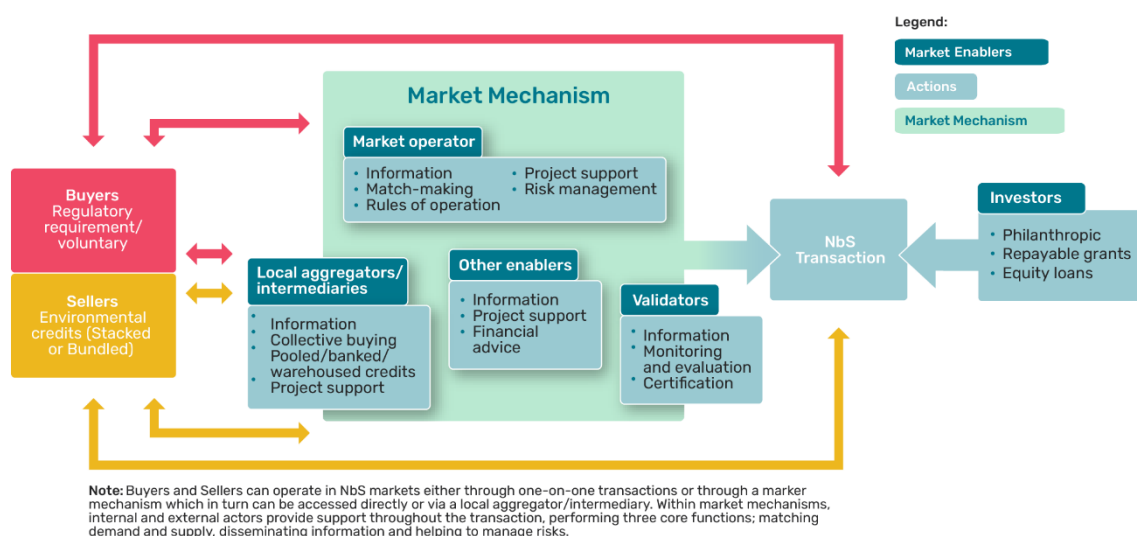 Legend:
Market Enablers
Actions
Market Mechanism
Market Mechanism
Market operator
• Information
• Match-making
• Rules of operation
• Project support
• Risk management
Buyers
Regulatory
requirement/
voluntary
Sellers
Environmental
credits (Stacked
or Bundled)
Local aggregators/
intermediaries
• Information
• Collective buying
• Pooled/banked/
warehoused credits
• Project support
Other enablers
• Information
• Project support
• Financial
advice
Validators
• Information
• Monitoring
and evaluation
• Certification
NbS
Transaction
Investors
• Philanthropic
• Repayable grants
• Equity loans
Note: Buyers and Sellers can operate in NbS markets either through one-on-one transactions or through a marker
mechanism which in turn can be accessed directly or via a local aggregator/intermediary. Within market mechanisms,
internal and external actors provide support throughout the transaction, performing three core functions; matching
demand and supply, disseminating information and helping to manage risks.